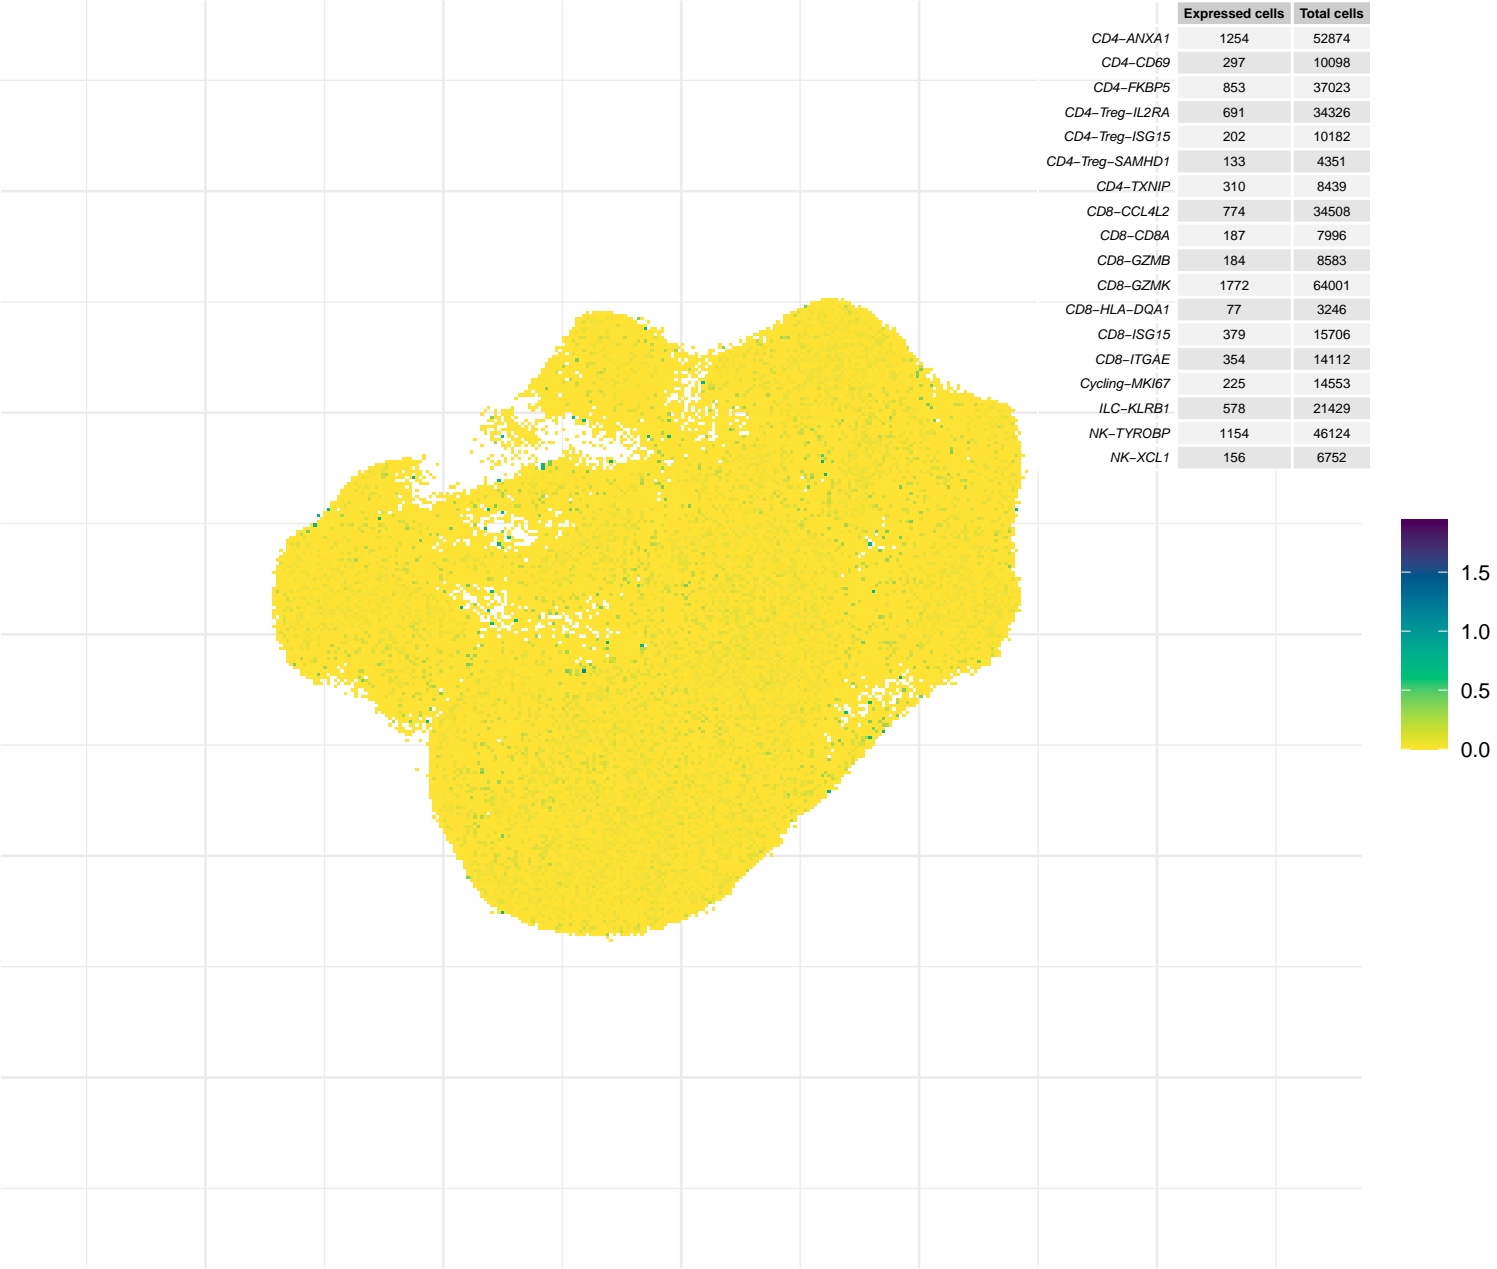 Expressed cells Total cells
CD4−ANXA1 1254 52874
CD4−CD69 297 10098
CD4−FKBP5 853 37023
CD4−Treg−IL2RA 691 34326
CD4−Treg−ISG15 202 10182
CD4−Treg−SAMHD1 133 4351
CD4−TXNIP 310 8439
CD8−CCL4L2 774 34508
CD8−CD8A 187 7996
CD8−GZMB 184 8583
CD8−GZMK 1772 64001
CD8−HLA−DQA1 77 3246
CD8−ISG15 379 15706
CD8−ITGAE 354 14112
Cycling−MKI67 225 14553
ILC−KLRB1 578 21429
NK−TYROBP 1154 46124
NK−XCL1 156 6752
1.5
1.0
0.5
0.0